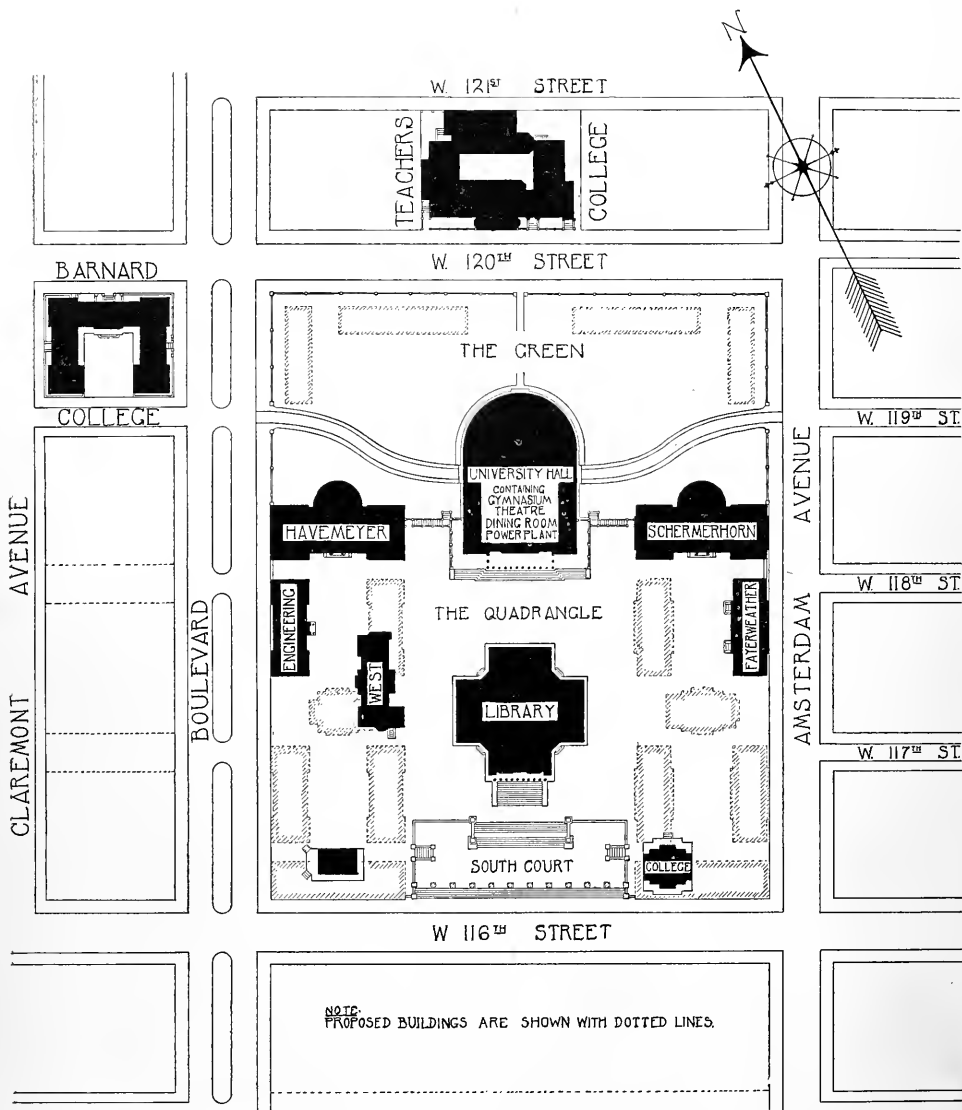 N
W. 121ST STREET
TEACHERS
COLLEGE
W. 120TH STREET
BARNARD
COLLEGE
THE GREEN
W. 119TH ST.
UNIVERSITY HALL
CONTAINING
GYMNASIUM
THEATRE
DINING ROOM
POWER PLANT
HAVEMEYER
SCHERMERHORN
AVENUE
AMSTERDAM
CLAREMONT
AVENUE
BOULEVARD
W. 118TH ST.
THE QUADRANGLE
ENGINEERING
FAYERWEATHER
WEST
LIBRARY
W. 117TH ST.
SOUTH COURT
COLLEGE
W 116TH STREET
NOTE.
PROPOSED BUILDINGS ARE SHOWN WITH DOTTED LINES.